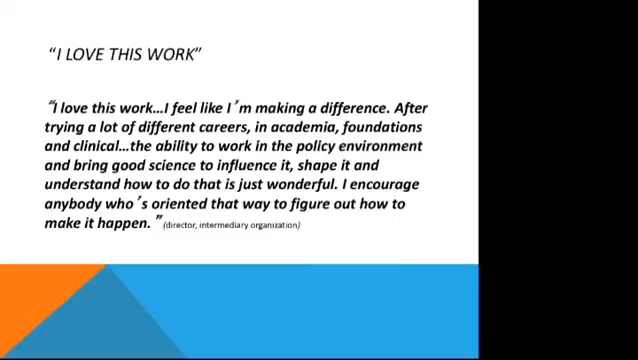 “I LOVE THIS WORK”
“I love this work…I feel like I’m making a difference. After
trying a lot of different careers, in academia, foundations
and clinical…the ability to work in the policy environment
and bring good science to influence it, shape it and
understand how to do that is just wonderful. I encourage
anybody who’s oriented that way to figure out how to
make it happen. ” (director, intermediary organization)